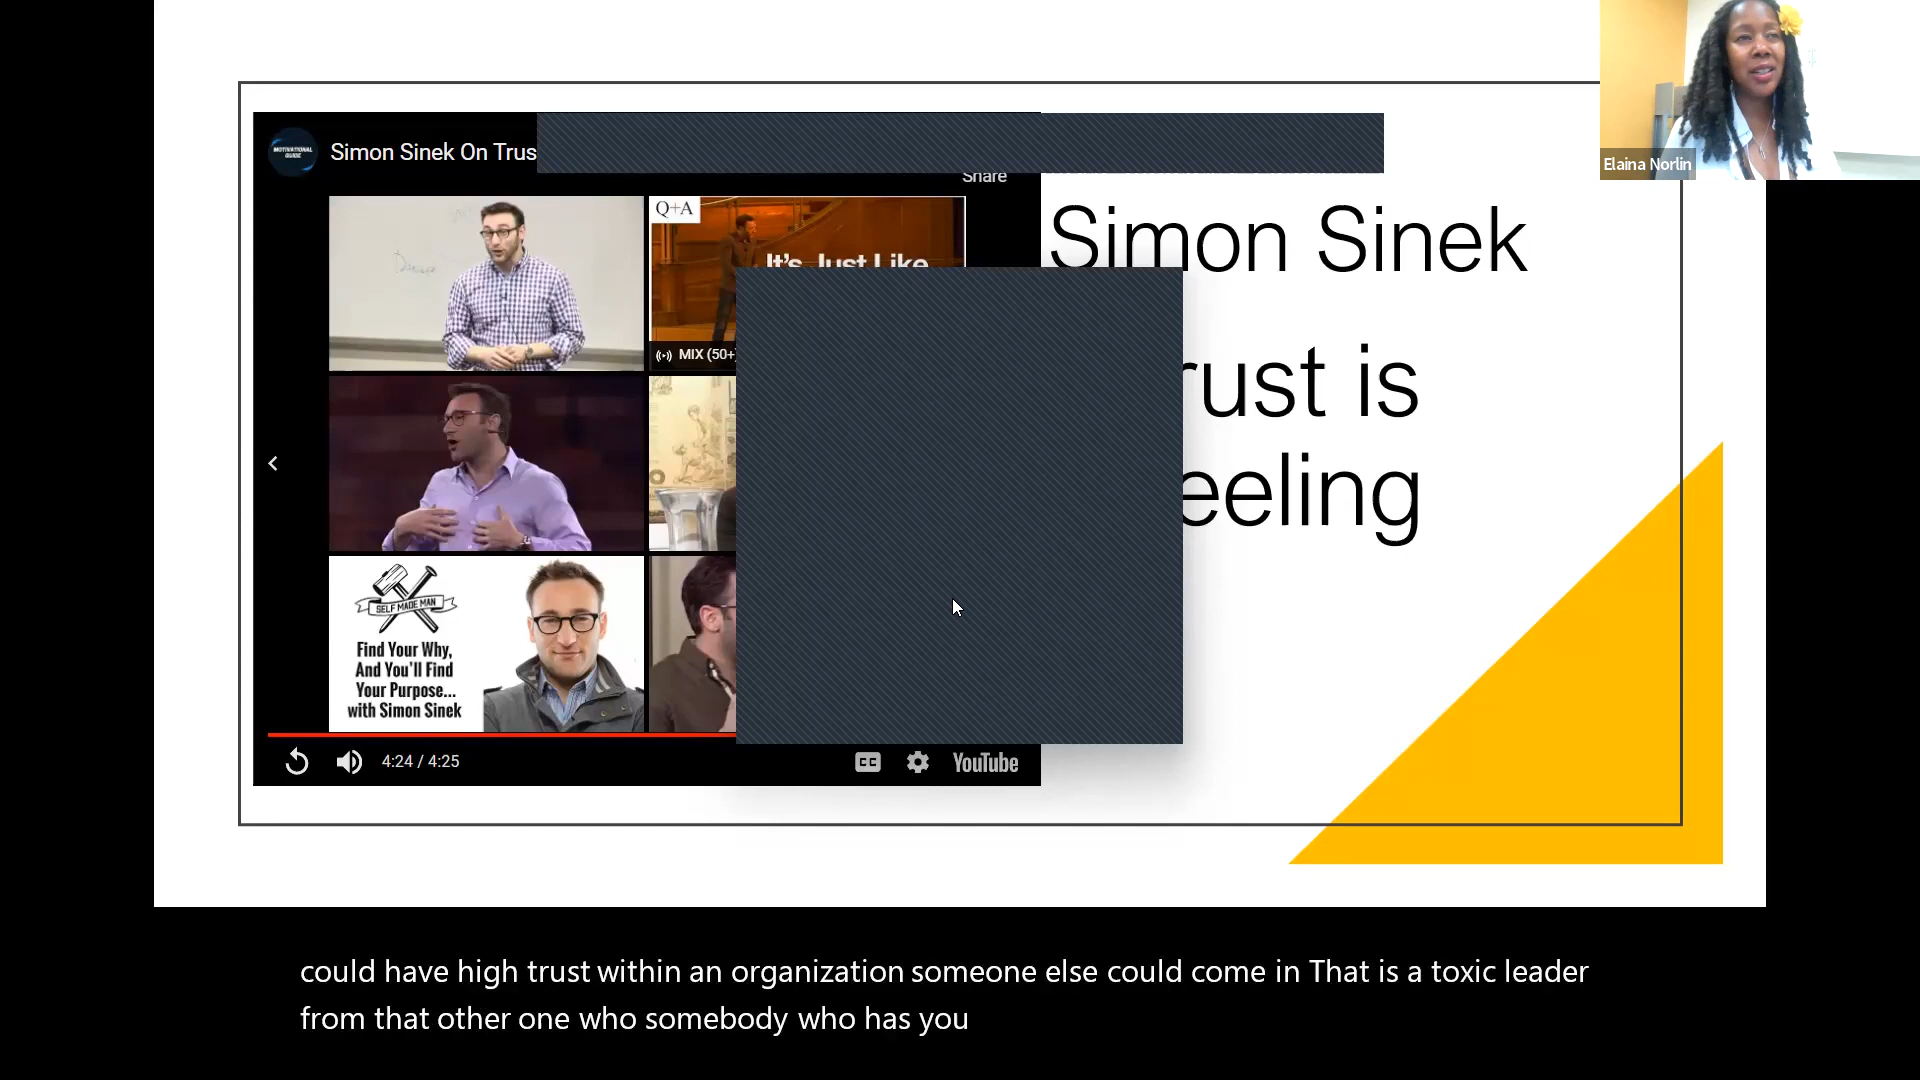 MOTIVATIONAL
GUIDE
Simon Sinek On Trus
Share
Q+A
It's Just Like
MIX (50+)
SELF MADE MAN
Find Your Why,
And You'll Find
Your Purpose...
with Simon Sinek
4:24 / 4:25
CC
YouTube
Simon Sinek
rust is
eeling
Elaina Norlin
could have high trust within an organization someone else could come in That is a toxic leader
from that other one who somebody who has you